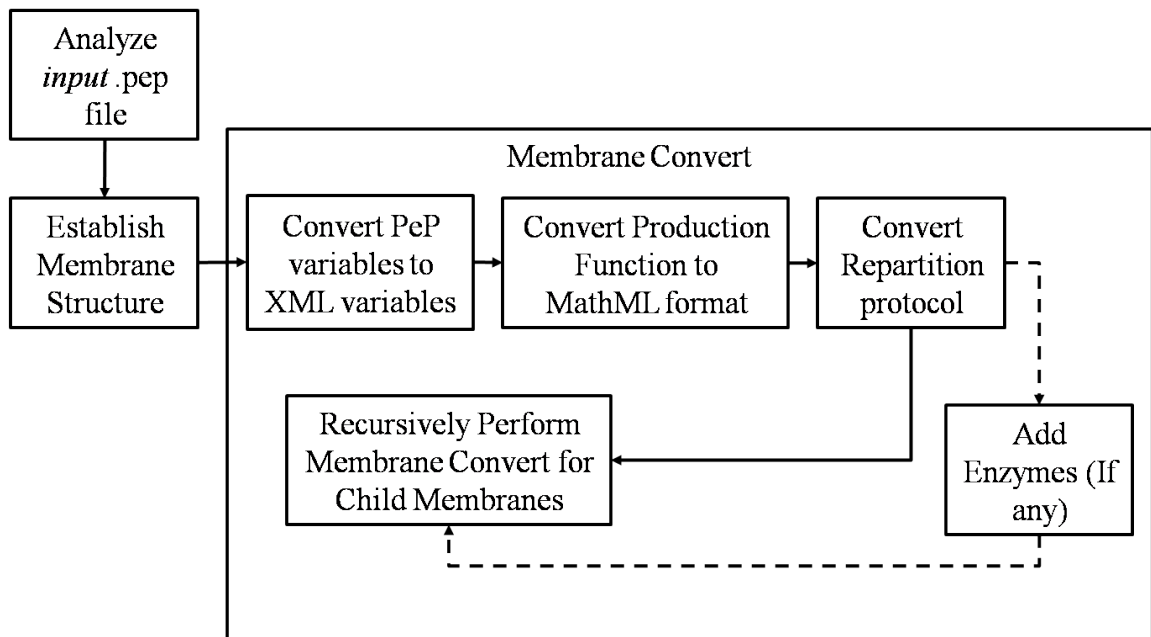 Analyze
input .pep
file
Membrane Convert
Establish
Membrane
Structure
Convert PeP
variables to
XML variables
Convert Production
Function to
MathML format
Convert
Repartition
protocol
Recursively Perform
Membrane Convert for
Child Membranes
Add
Enzymes (If
any)